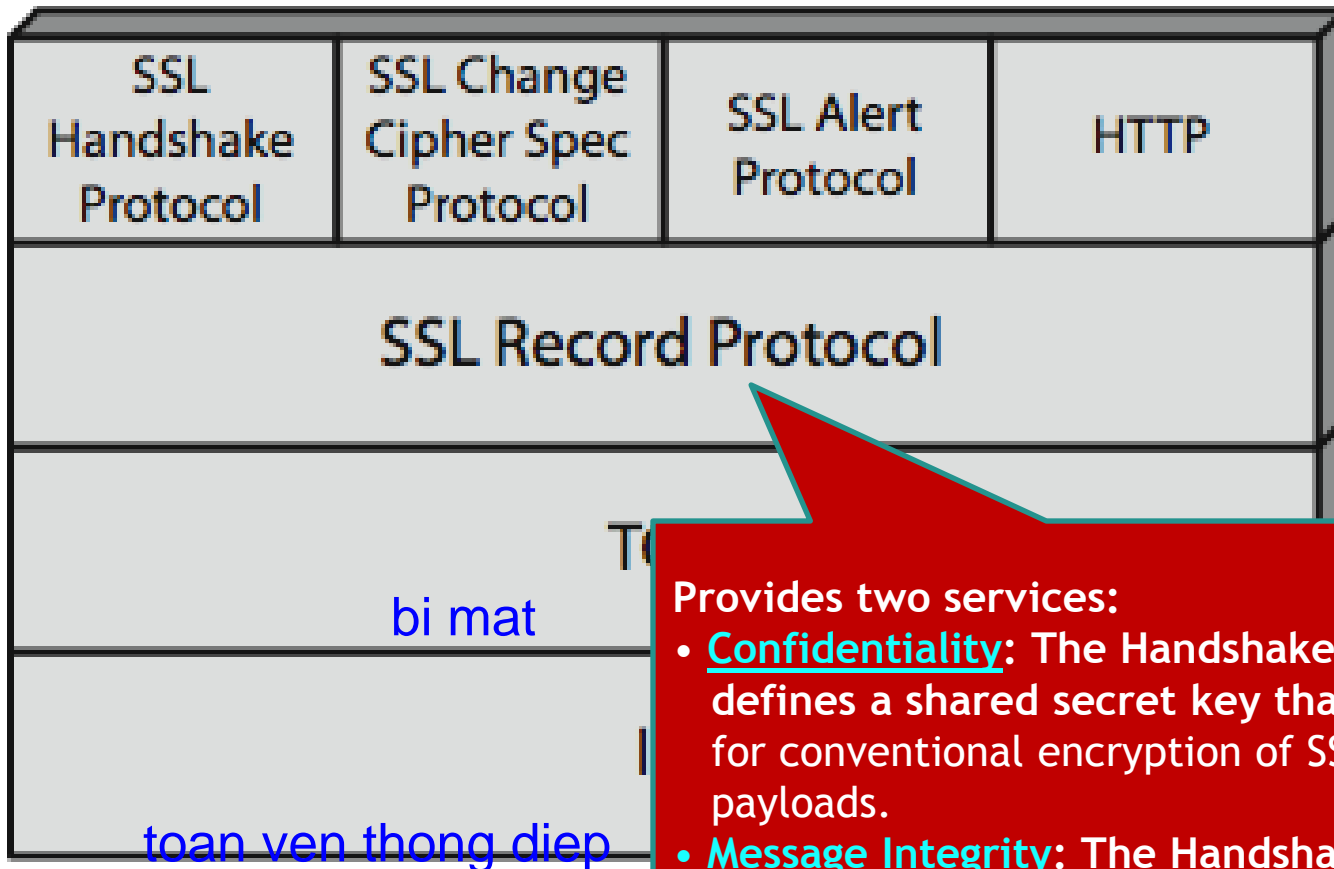 SSL
Handshake
Protocol
SSL Change
Cipher Spec
Protocol
SSL Alert
Protocol
HTTP
SSL Record Protocol
bi mat
toan ven thong diep
Provides two services:
• Confidentiality: The Handshake
defines a shared secret key
for conventional encryption of
payloads.
• Message Integrity: The